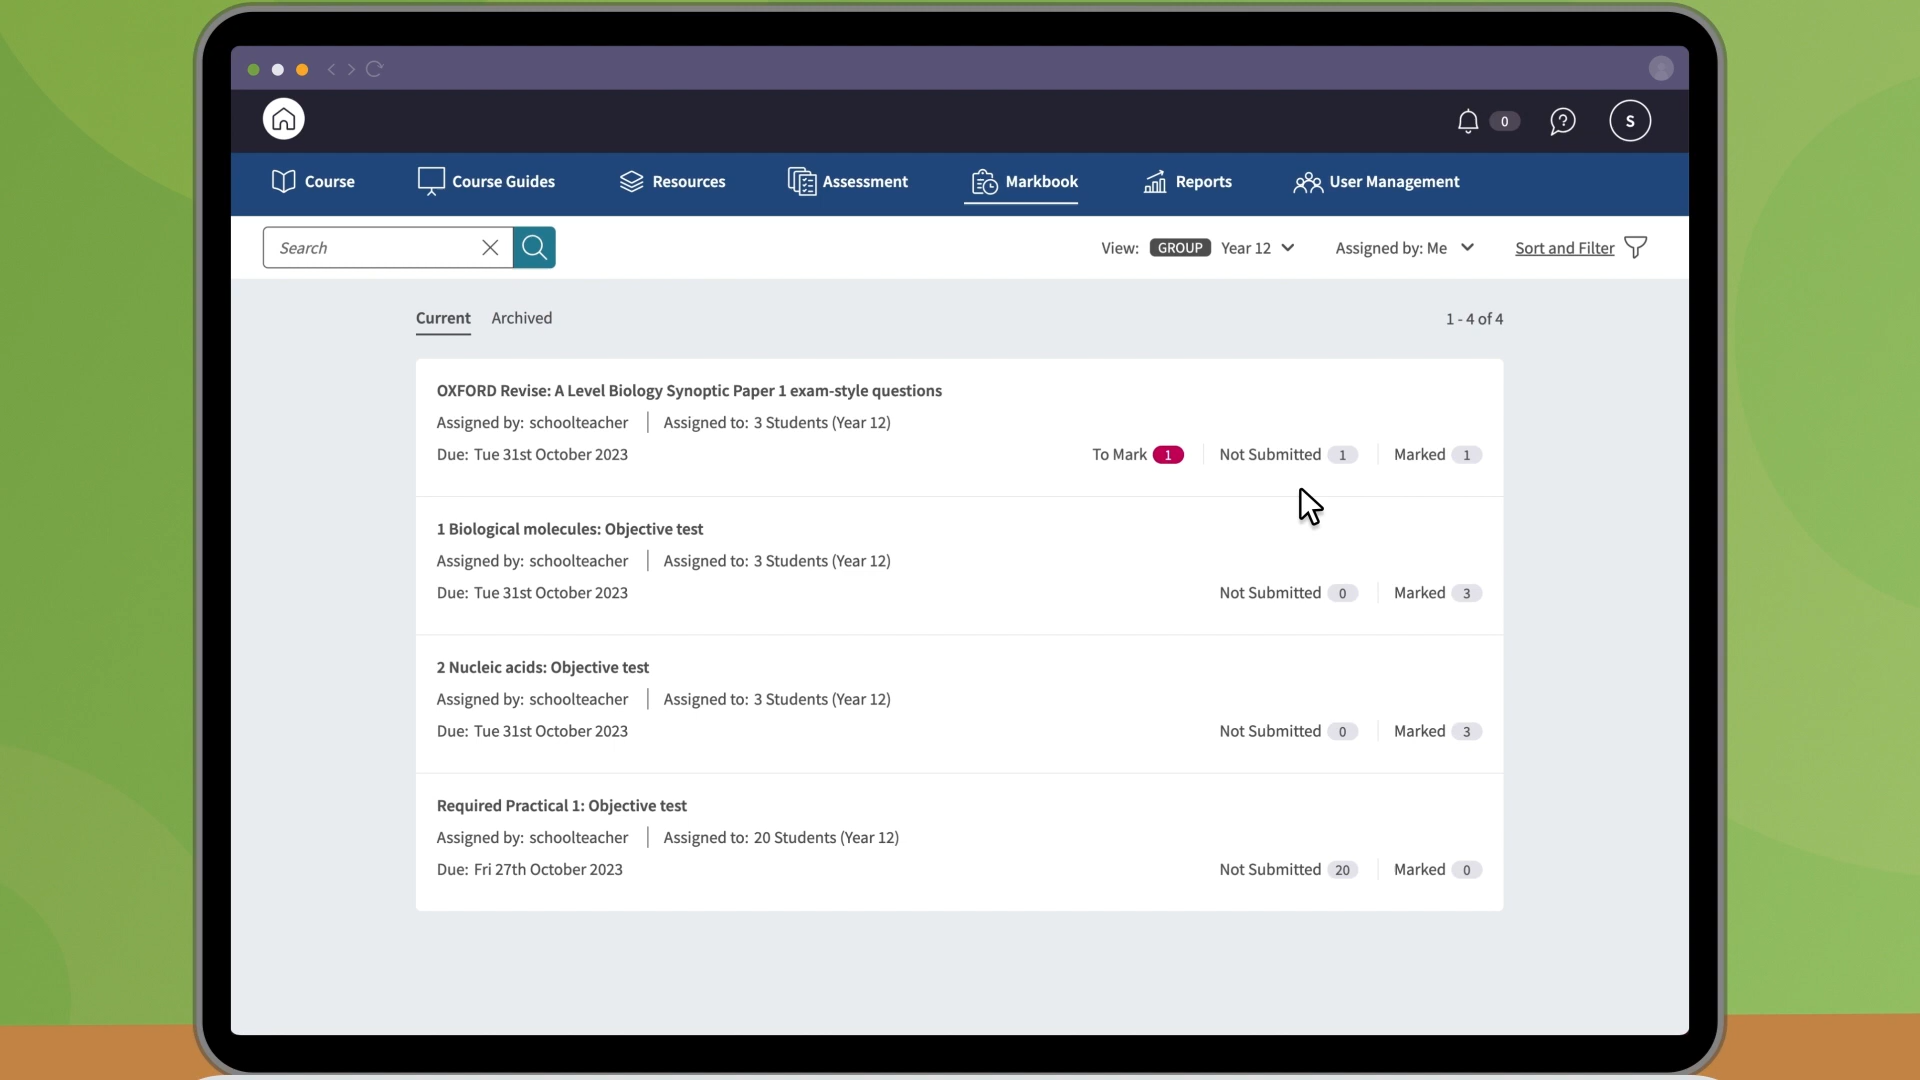 0
S
Course
Course Guides
Resources
Assessment
Markbook
Reports
User Management
Search
View: GROUP Year 12
Assigned by: Me
Sort and Filter
Current
Archived
1 - 4 of 4
OXFORD Revise: A Level Biology Synoptic Paper 1 exam-style questions
Assigned by: schoolteacher
Assigned to: 3 Students (Year 12)
Due: Tue 31st October 2023
To Mark 1
Not Submitted 1
Marked 1
1 Biological molecules: Objective test
Assigned by: schoolteacher
Assigned to: 3 Students (Year 12)
Due: Tue 31st October 2023
Not Submitted 0
Marked 3
2 Nucleic acids: Objective test
Assigned by: schoolteacher
Assigned to: 3 Students (Year 12)
Due: Tue 31st October 2023
Not Submitted 0
Marked 3
Required Practical 1: Objective test
Assigned by: schoolteacher
Assigned to: 20 Students (Year 12)
Due: Fri 27th October 2023
Not Submitted 20
Marked 0